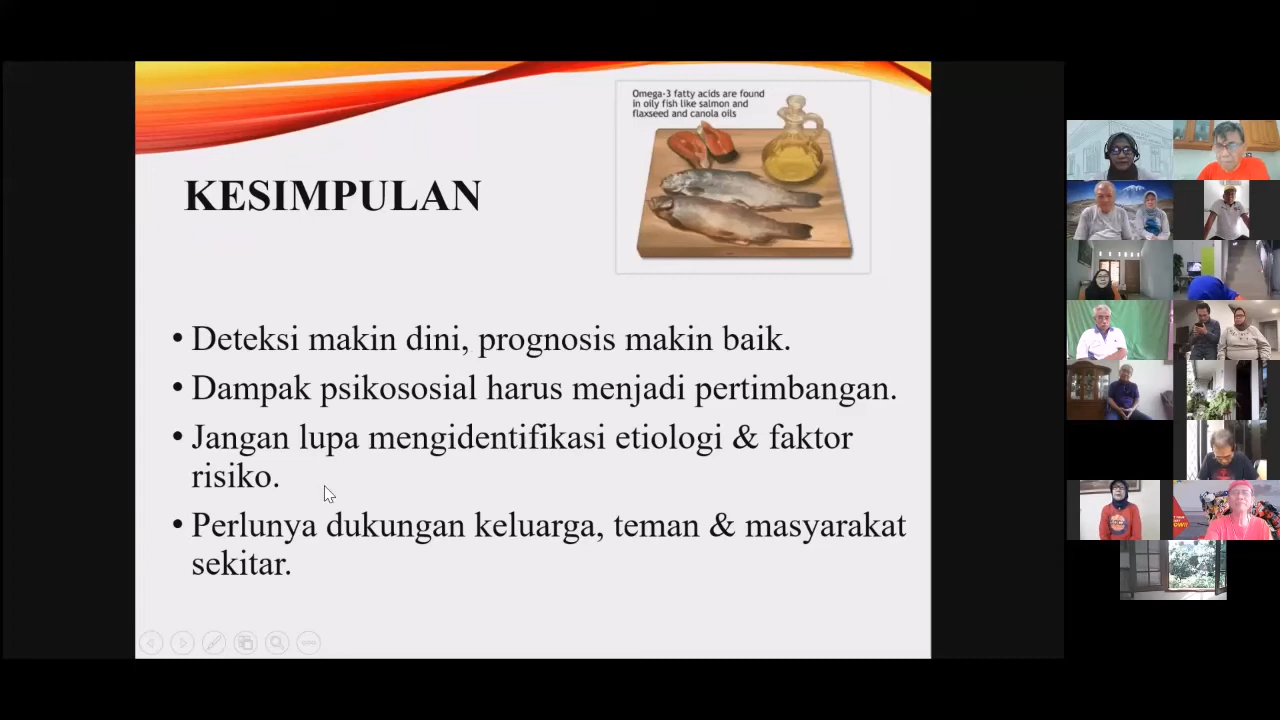 Omega-3 fatty acids are found
in oily fish like salmon and
flaxseed and canola oils
KESIMPULAN
• Deteksi makin dini, prognosis makin baik.
• Dampak psikososial harus menjadi pertimbangan.
• Jangan lupa mengidentifikasi etiologi & faktor
risiko.
• Perlunya dukungan keluarga, teman & masyarakat
sekitar.